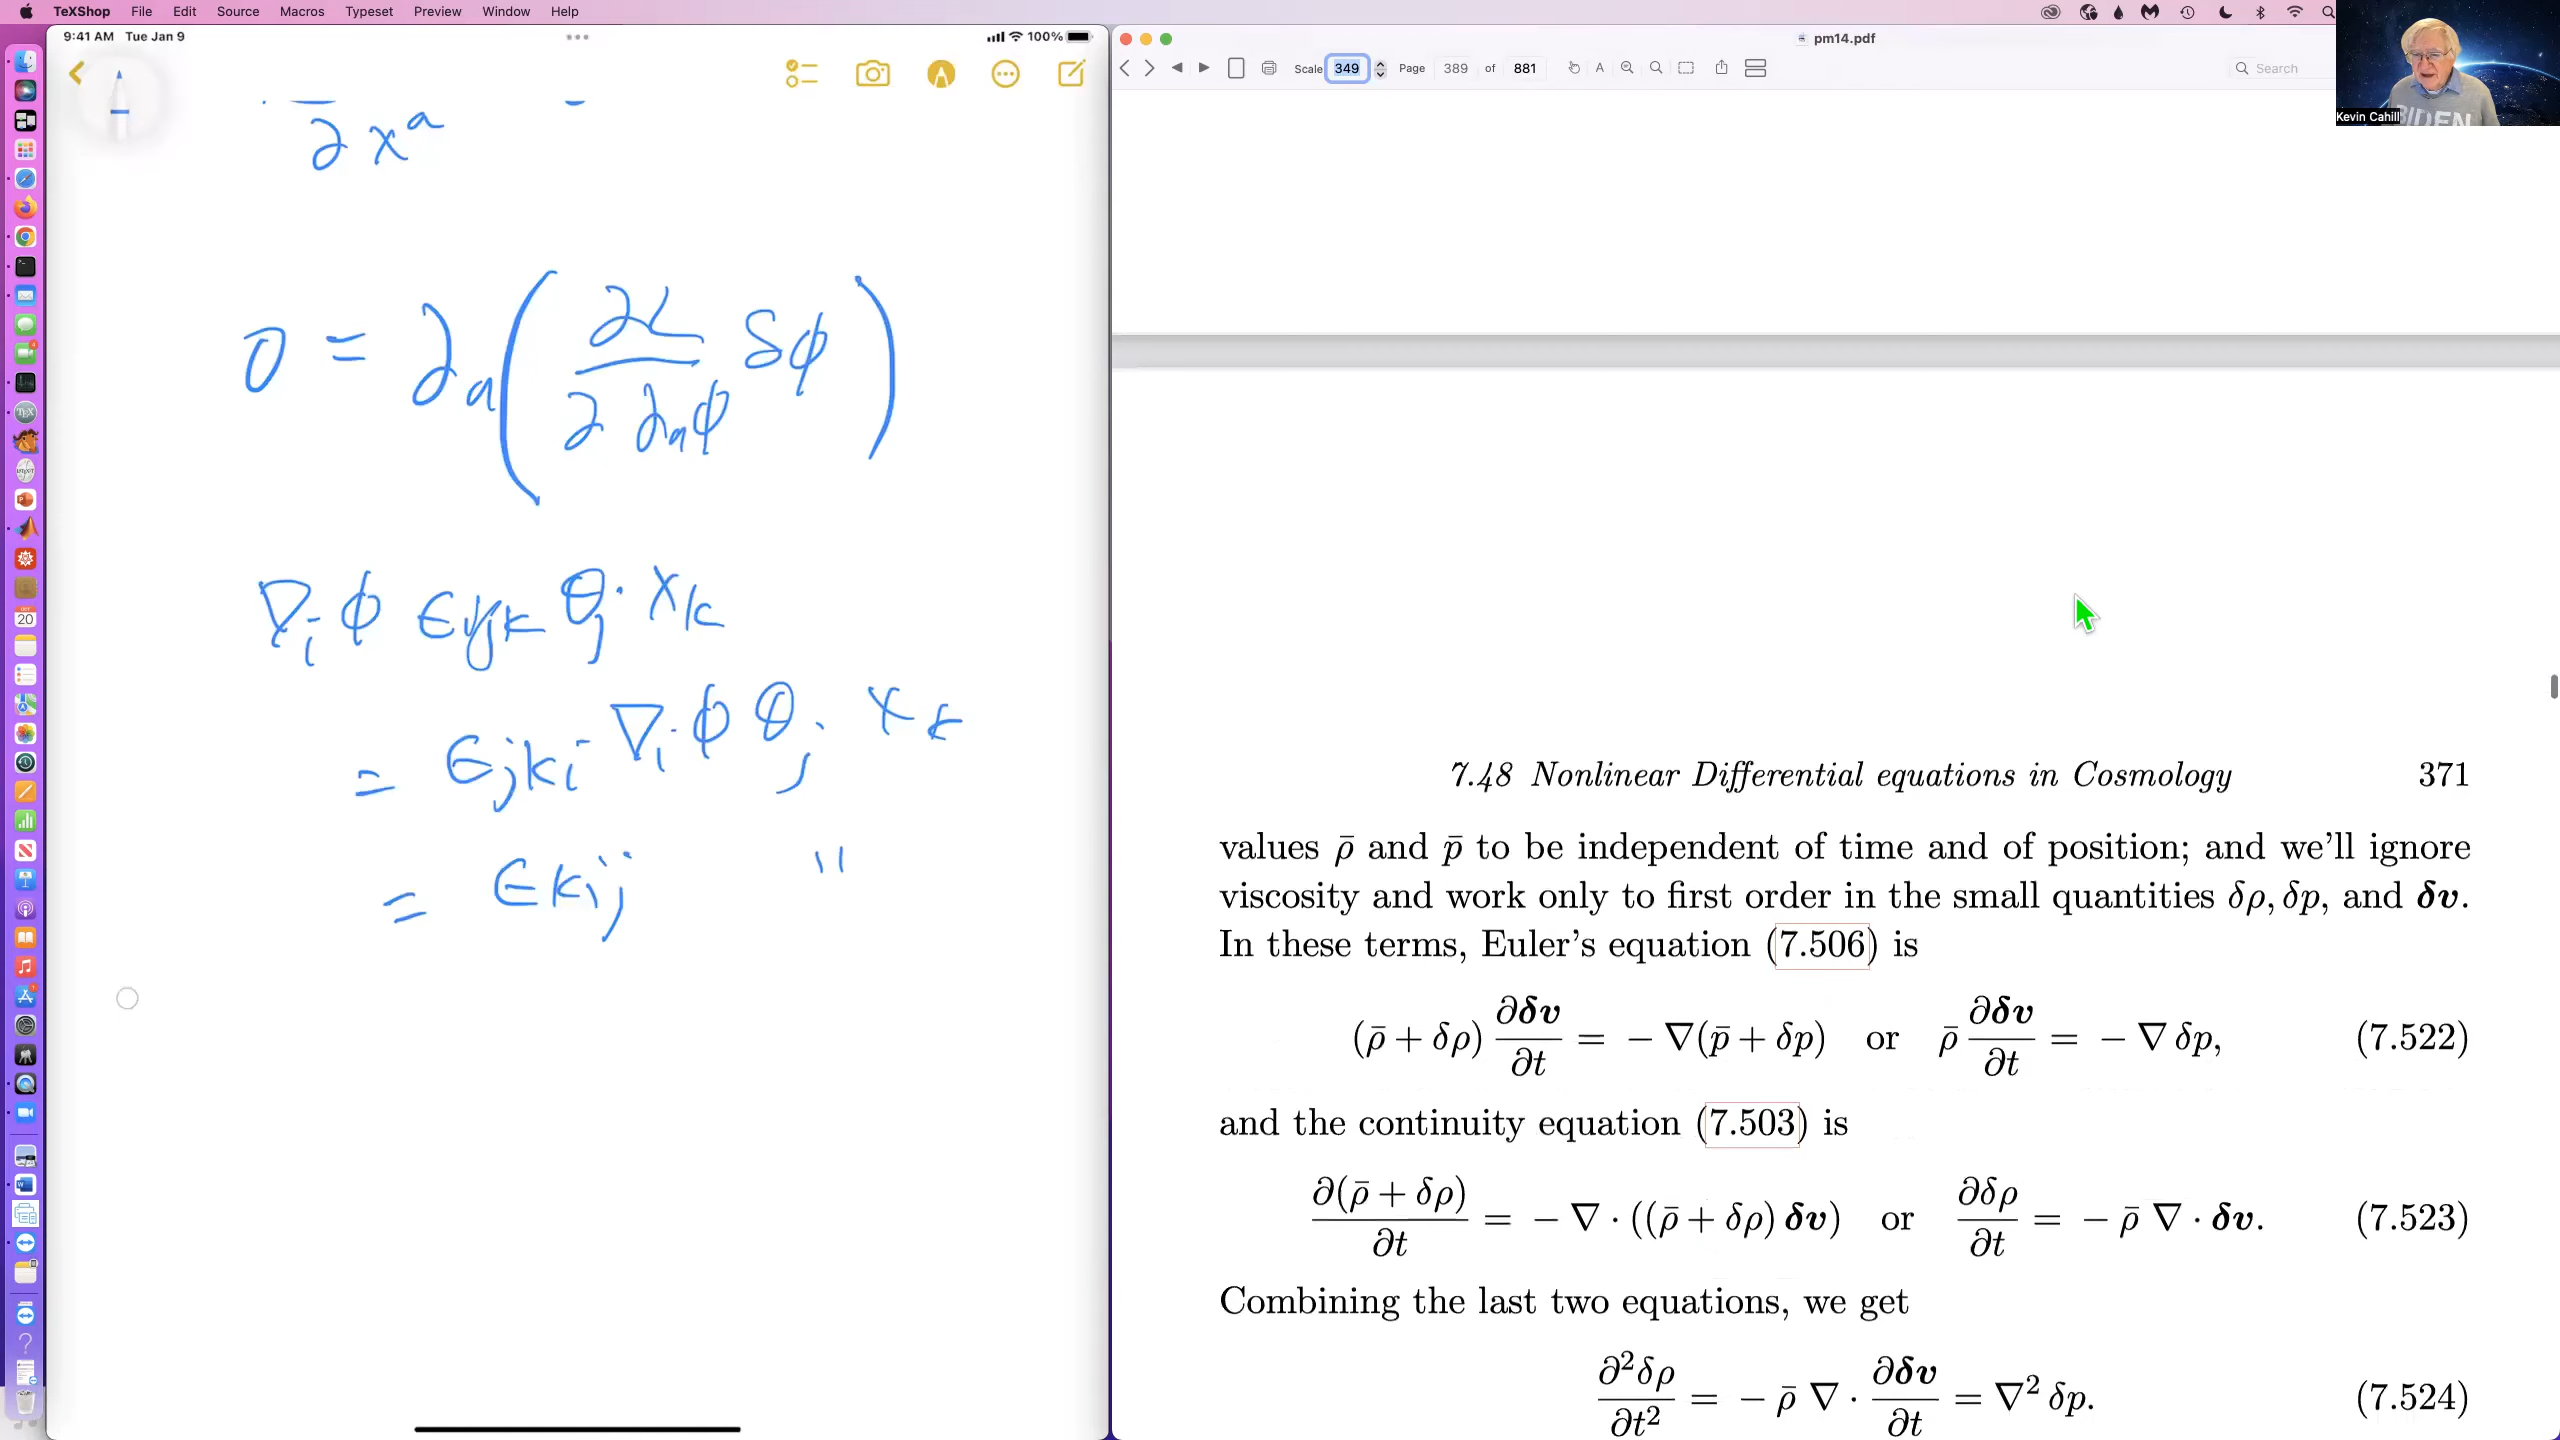 TeXShop File Edit Source Macros Typeset Preview Window Help
9:41 AM Tue Jan 9
100%
∂ x^a
0 = ∂_a ( ∂L / ∂ ∂_a φ δφ )
∇_i φ ϵ_ijk θ_j x_k
= ϵ_jki ∇_i φ θ_j x_k
= ϵ_kij "
pm14.pdf
Scale 349 Page 389 of 881 Search
Kevin Cahill
BIDEN
7.48 Nonlinear Differential equations in Cosmology 371
values ρ̄ and p̄ to be independent of time and of position; and we'll ignore
viscosity and work only to first order in the small quantities δρ, δp, and δv.
In these terms, Euler's equation (7.506) is
(ρ̄ + δρ) ∂δv/∂t = − ∇(p̄ + δp) or ρ̄ ∂δv/∂t = − ∇ δp, (7.522)
and the continuity equation (7.503) is
∂(ρ̄ + δρ)/∂t = − ∇ · ((ρ̄ + δρ) δv) or ∂δρ/∂t = − ρ̄ ∇ · δv. (7.523)
Combining the last two equations, we get
∂²δρ/∂t² = − ρ̄ ∇ · ∂δv/∂t = ∇² δp. (7.524)